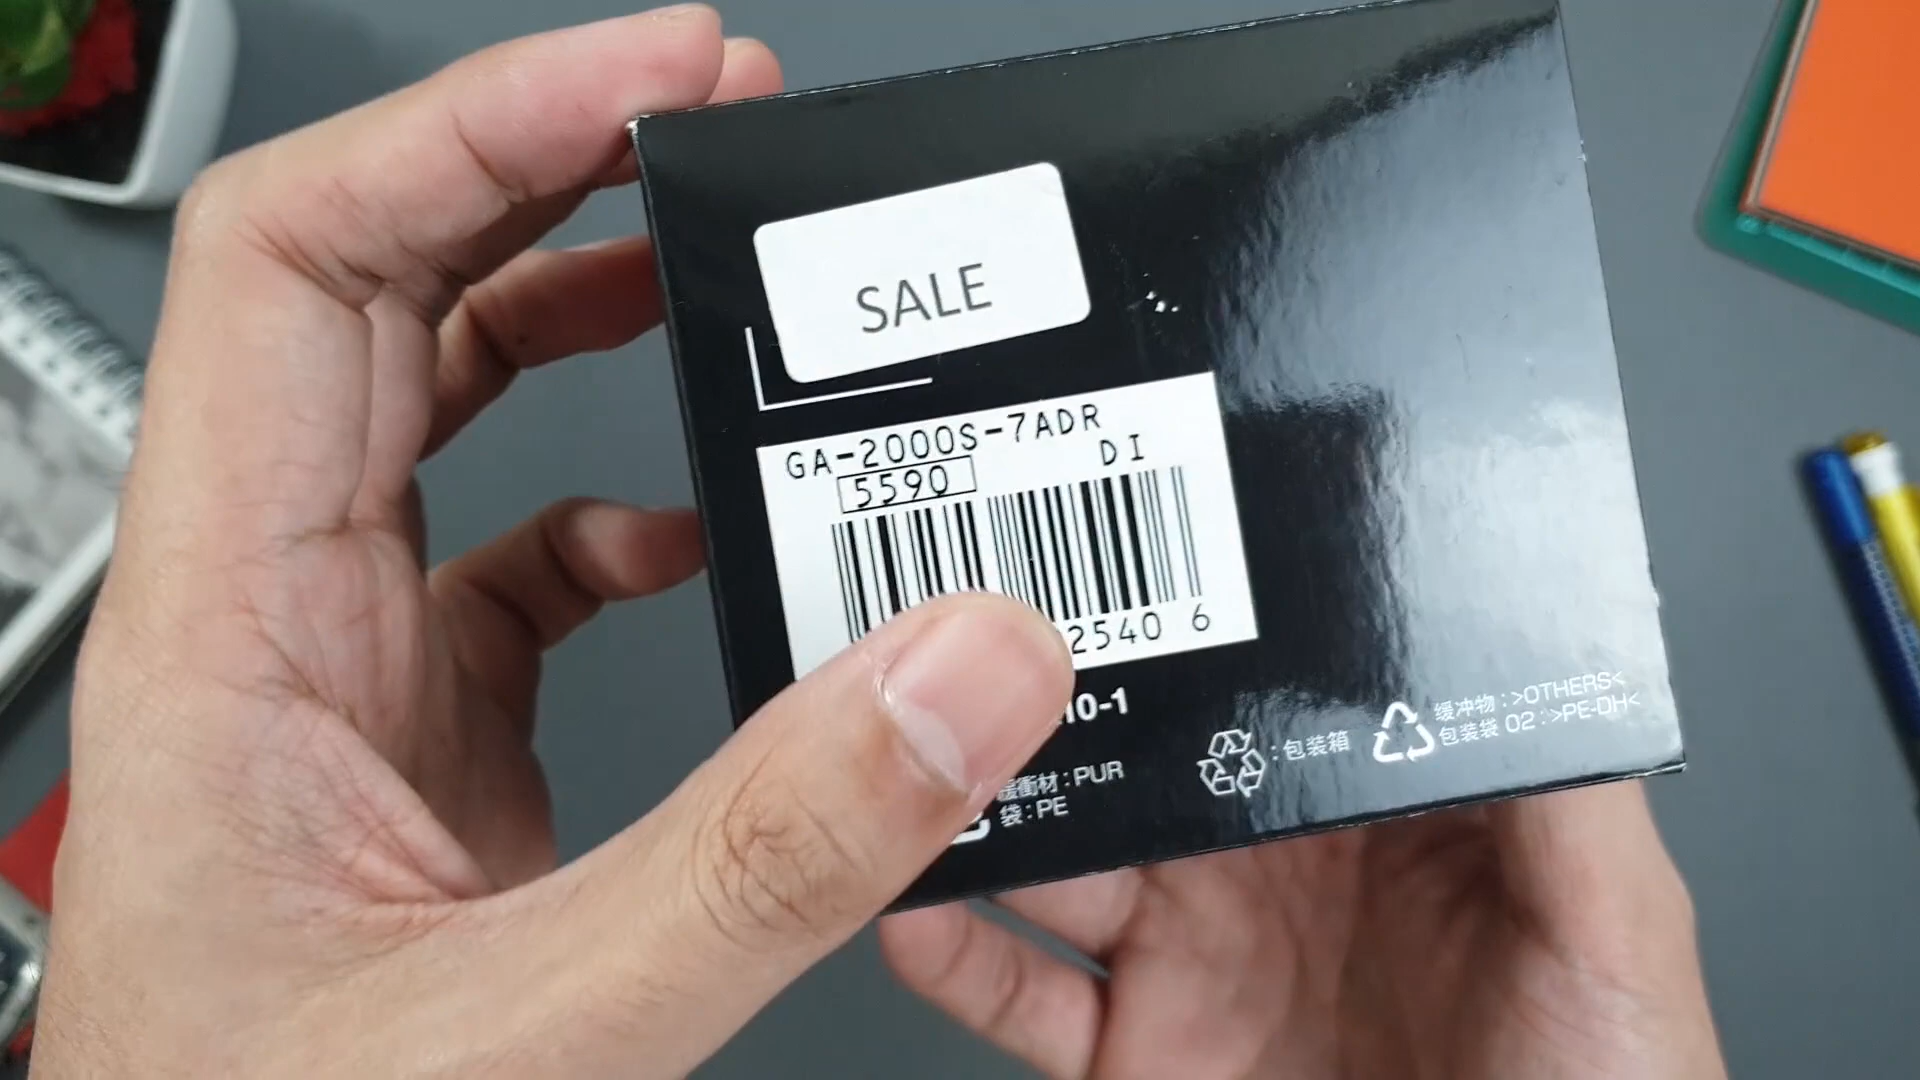 SALE
GA-2000S-7ADR
5590
DI
2540 6
10-1
緩衝材:PUR
袋:PE
:包装箱
缓冲物:>OTHERS<
包装袋 02:>PE-DH<